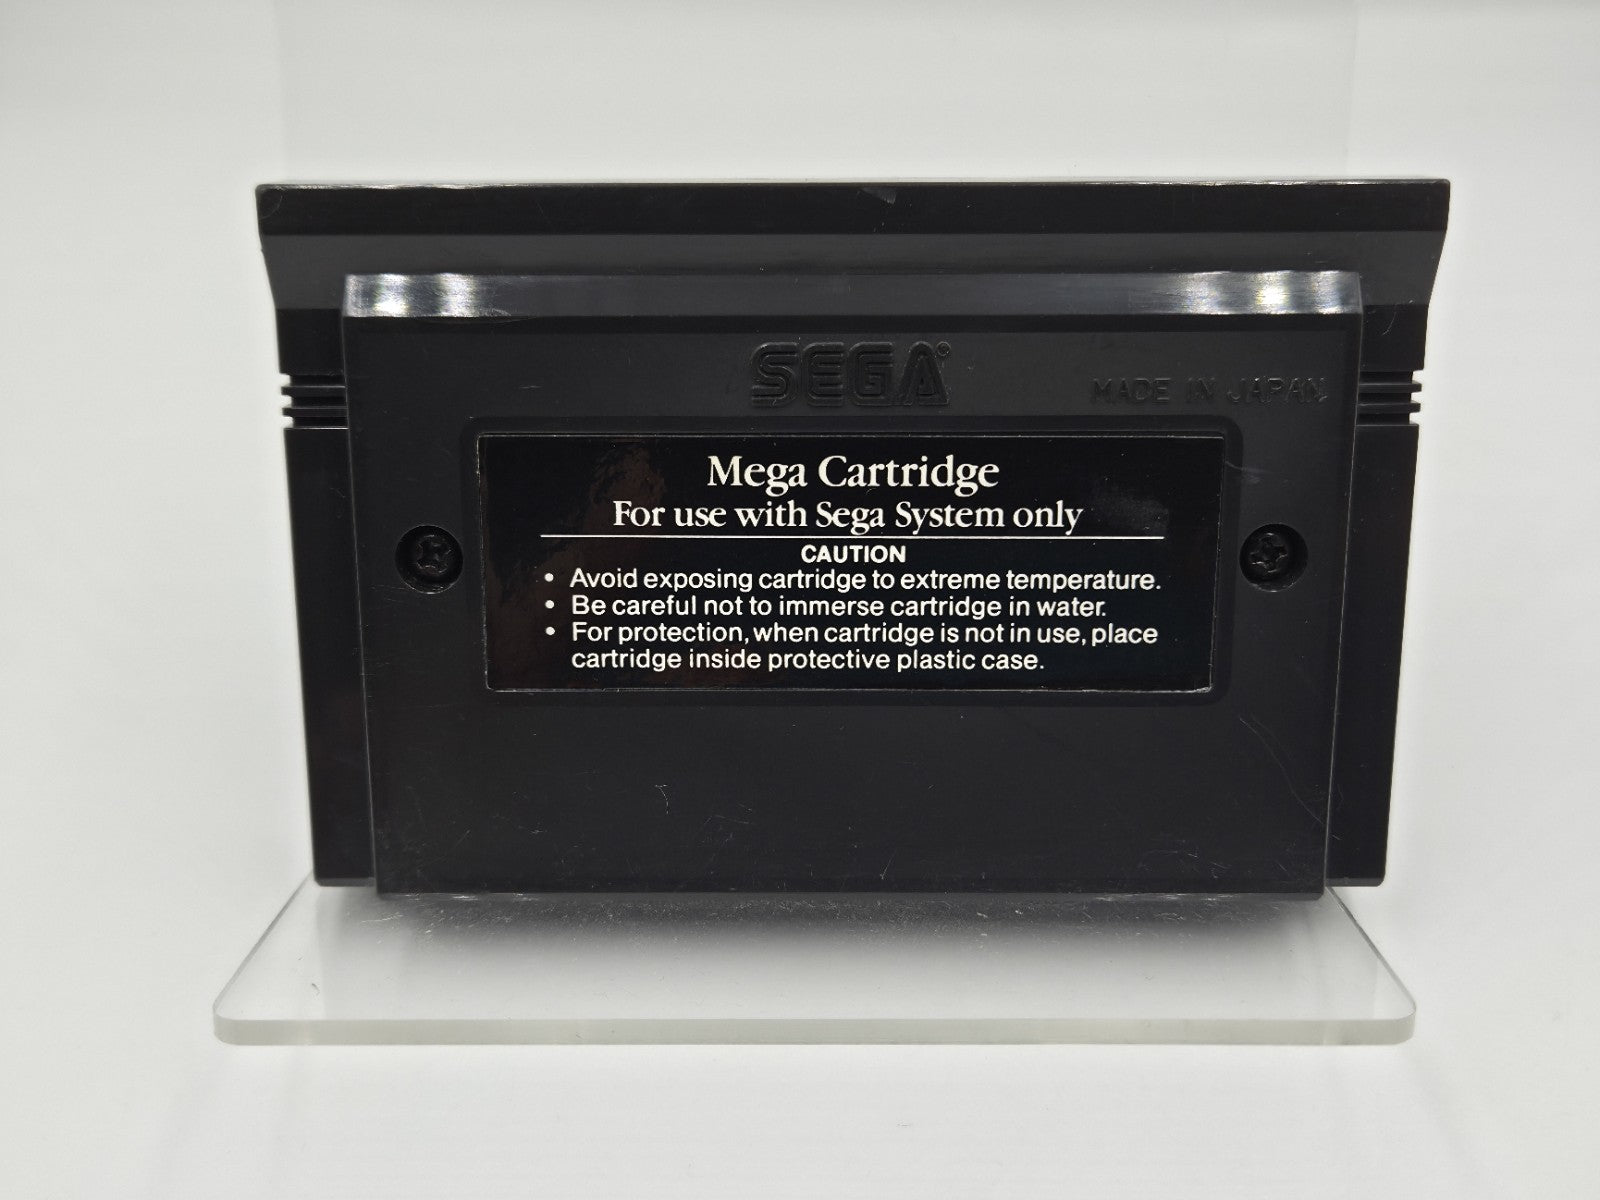 SEGA®
MADE IN JAPAN
Mega Cartridge
For use with Sega System only
CAUTION
• Avoid exposing cartridge to extreme temperature.
• Be careful not to immerse cartridge in water.
• For protection, when cartridge is not in use, place
cartridge inside protective plastic case.